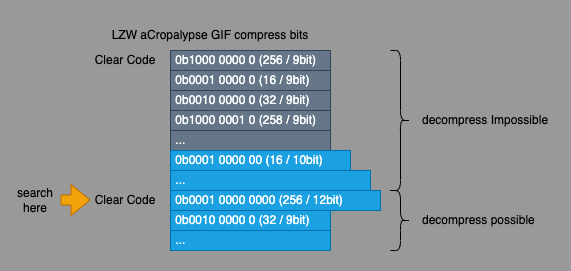 LZW aCropalypse GIF compress bits
Clear Code
0b1000 0000 0 (256 / 9bit)
0b0001 0000 0 (16 / 9bit)
0b0010 0000 0 (32 / 9bit)
0b1000 0001 0 (258 / 9bit)
...
decompress Impossible
0b0001 0000 00 (16 / 10bit)
...
search
here
Clear Code
0b0001 0000 0000 (256 / 12bit)
0b0010 0000 0 (32 / 9bit)
...
decompress possible